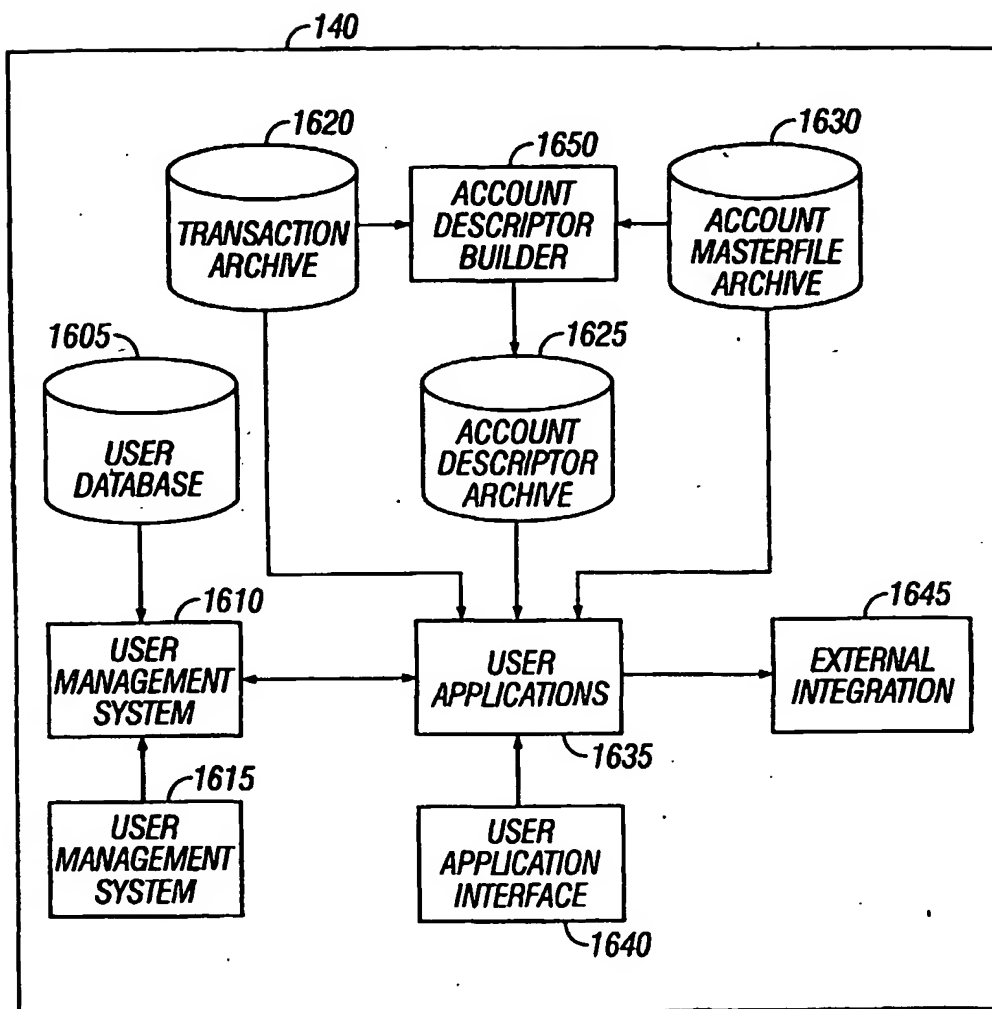 140
1620
TRANSACTION
ARCHIVE
1650
ACCOUNT
DESCRIPTOR
BUILDER
1630
ACCOUNT
MASTERFILE
ARCHIVE
1605
USER
DATABASE
1625
ACCOUNT
DESCRIPTOR
ARCHIVE
1610
USER
MANAGEMENT
SYSTEM
USER
APPLICATIONS
1635
1645
EXTERNAL
INTEGRATION
1615
USER
MANAGEMENT
SYSTEM
USER
APPLICATION
INTERFACE
1640